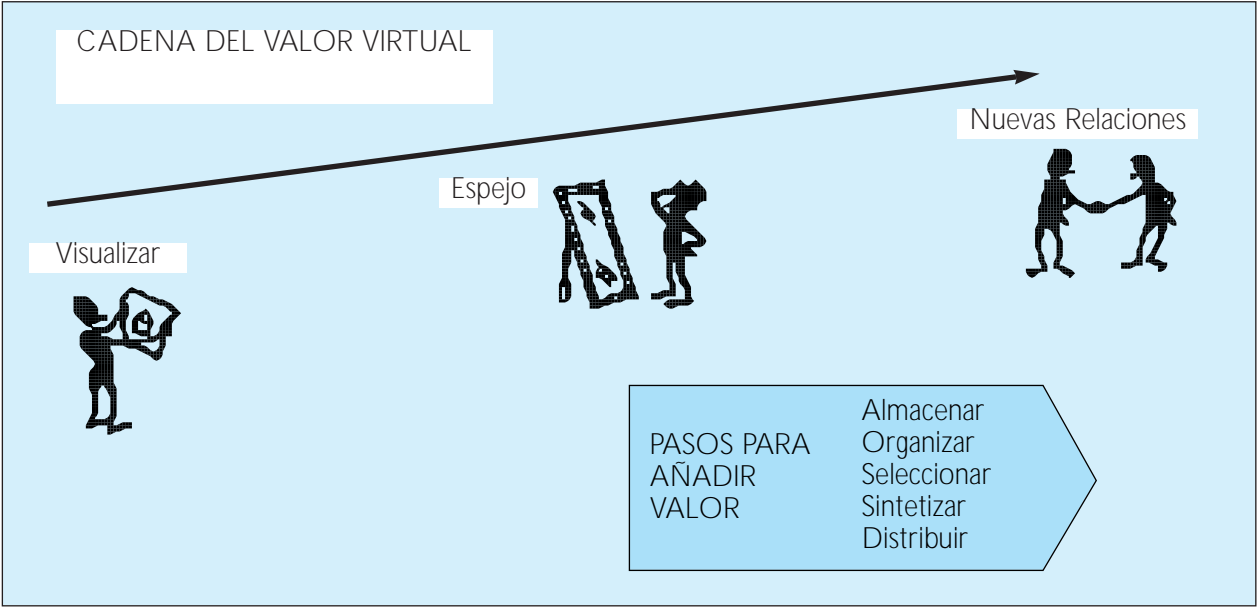 CADENA DEL VALOR VIRTUAL
Nuevas Relaciones
Espejo
Visualizar
PASOS PARA
AÑADIR
VALOR
Almacenar
Organizar
Seleccionar
Sintetizar
Distribuir